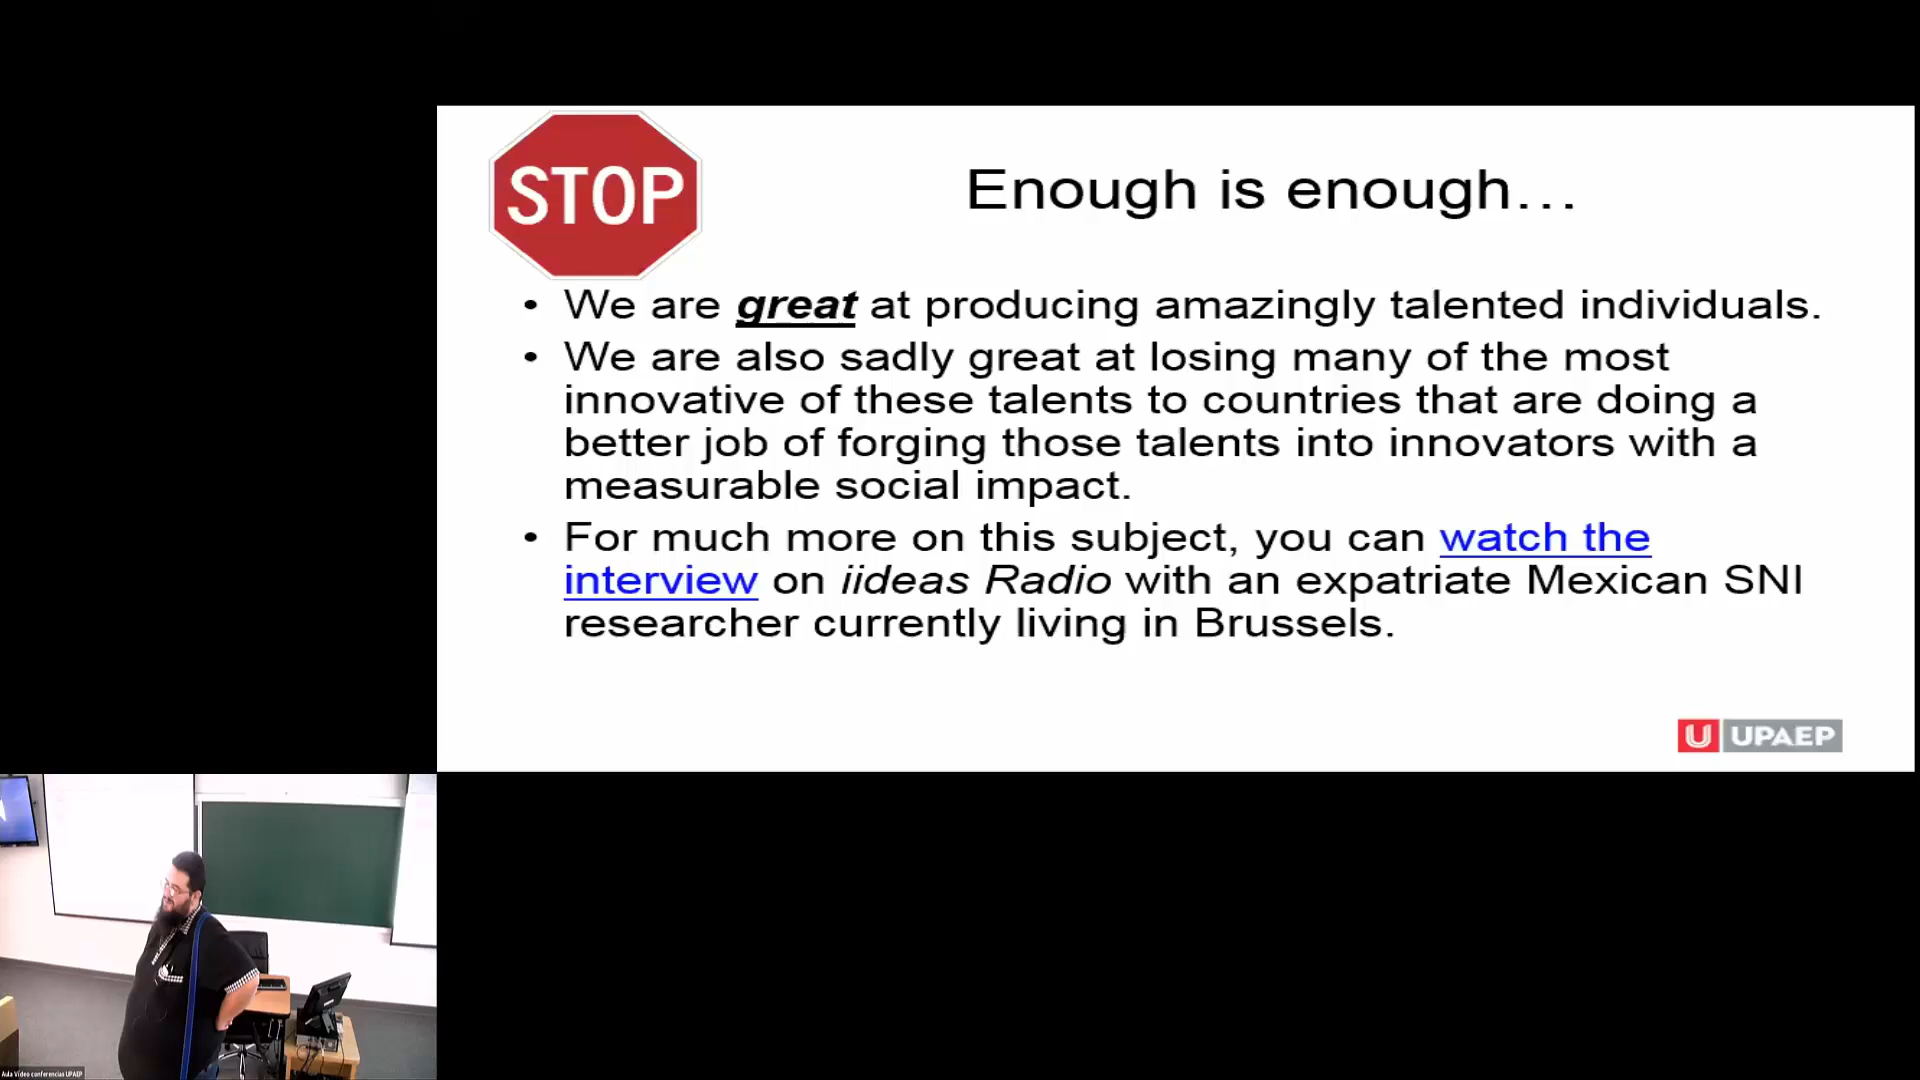 STOP
Enough is enough…
• We are great at producing amazingly talented individuals.
• We are also sadly great at losing many of the most
innovative of these talents to countries that are doing a
better job of forging those talents into innovators with a
measurable social impact.
• For much more on this subject, you can watch the
interview on iideas Radio with an expatriate Mexican SNI
researcher currently living in Brussels.
U UPAEP
Aula Vídeo conferencias UPAEP